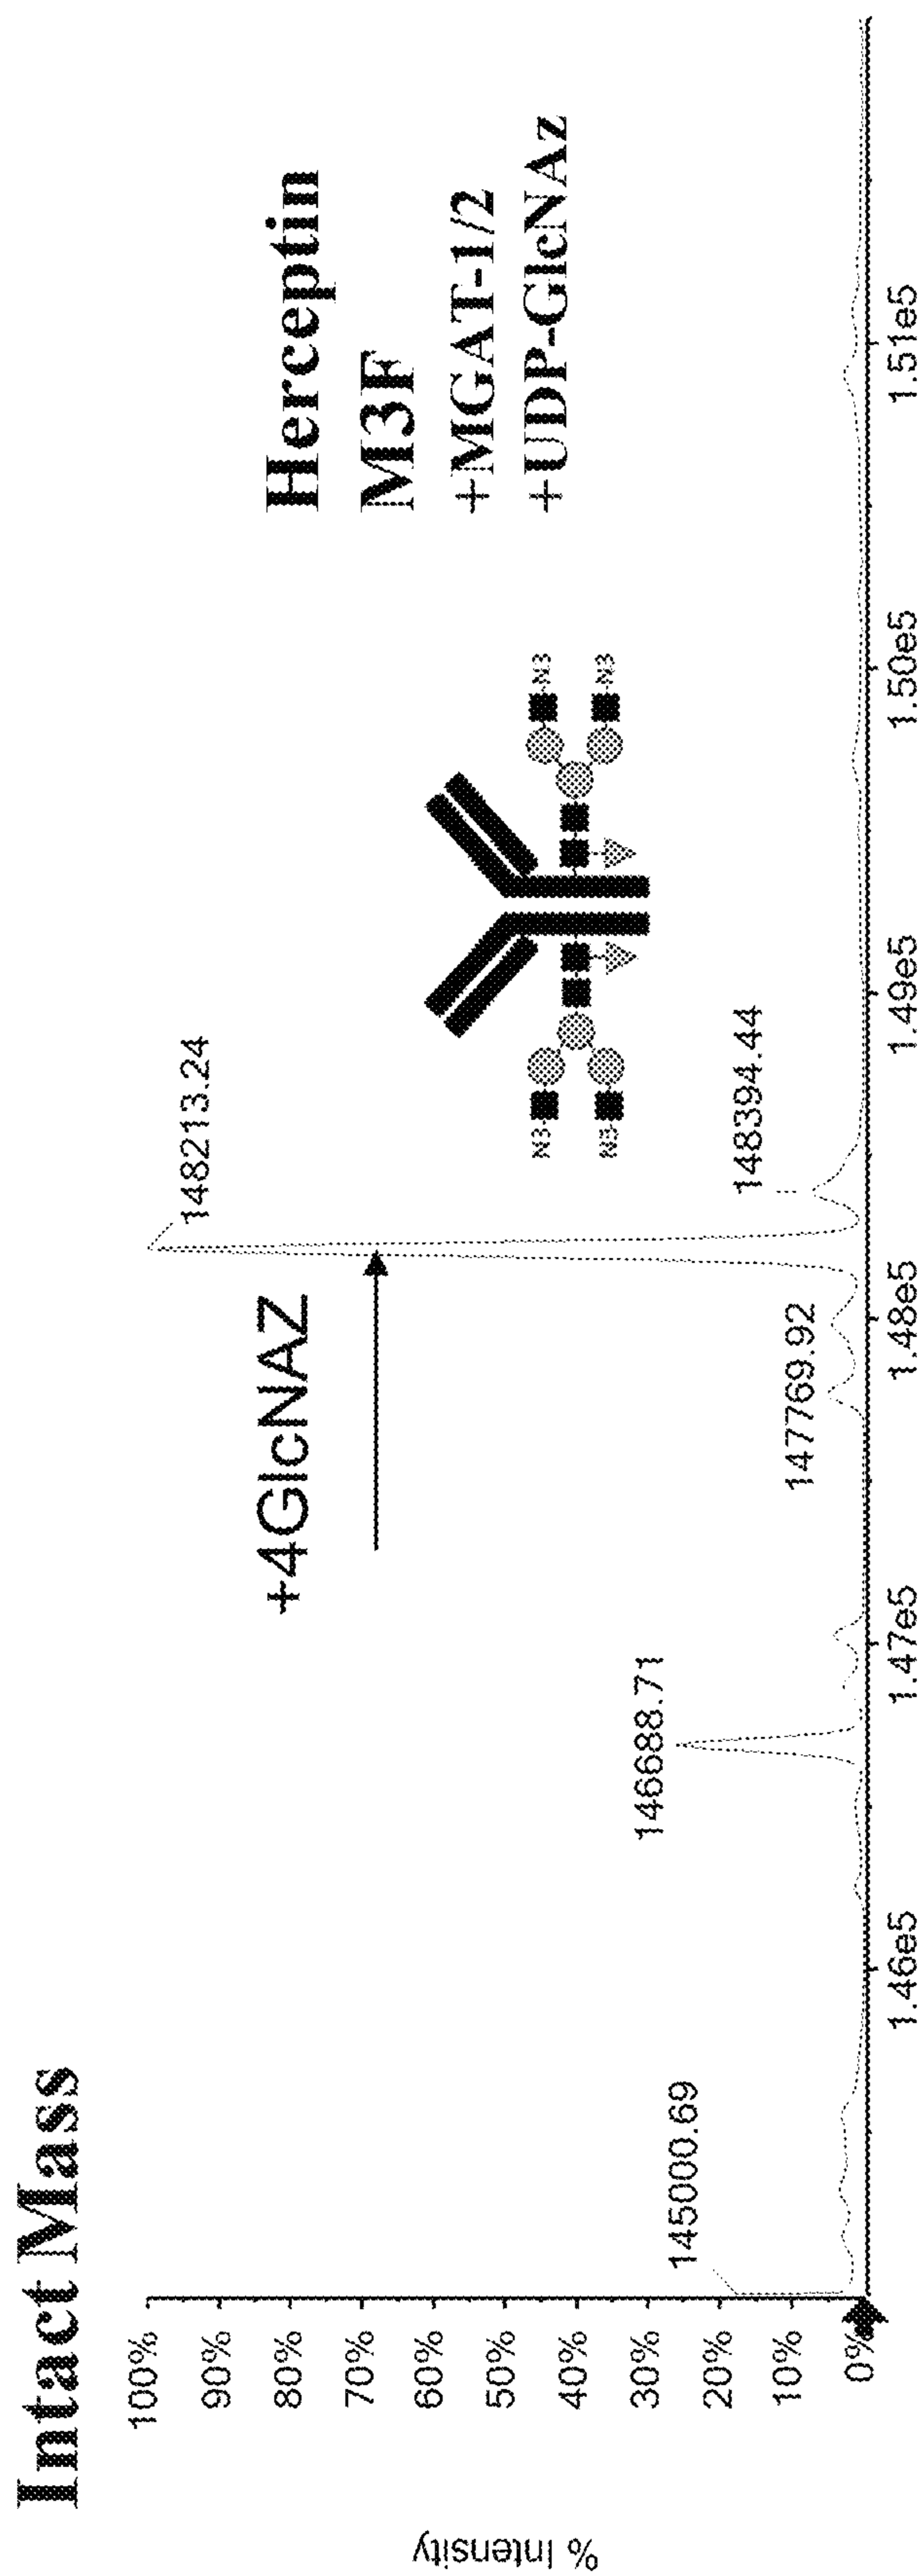 Intact Mass
Herceptin
M3F
+MGAT-1/2
+UDP-GlcNAz
+4GlcNAZ
148213.24
148394.44
147769.92
146688.71
145000.69
N3
N3
N3
N3
% Intensity
100%
90%
80%
70%
60%
50%
40%
30%
20%
10%
0%
1.46e5
1.47e5
1.48e5
1.49e5
1.50e5
1.51e5